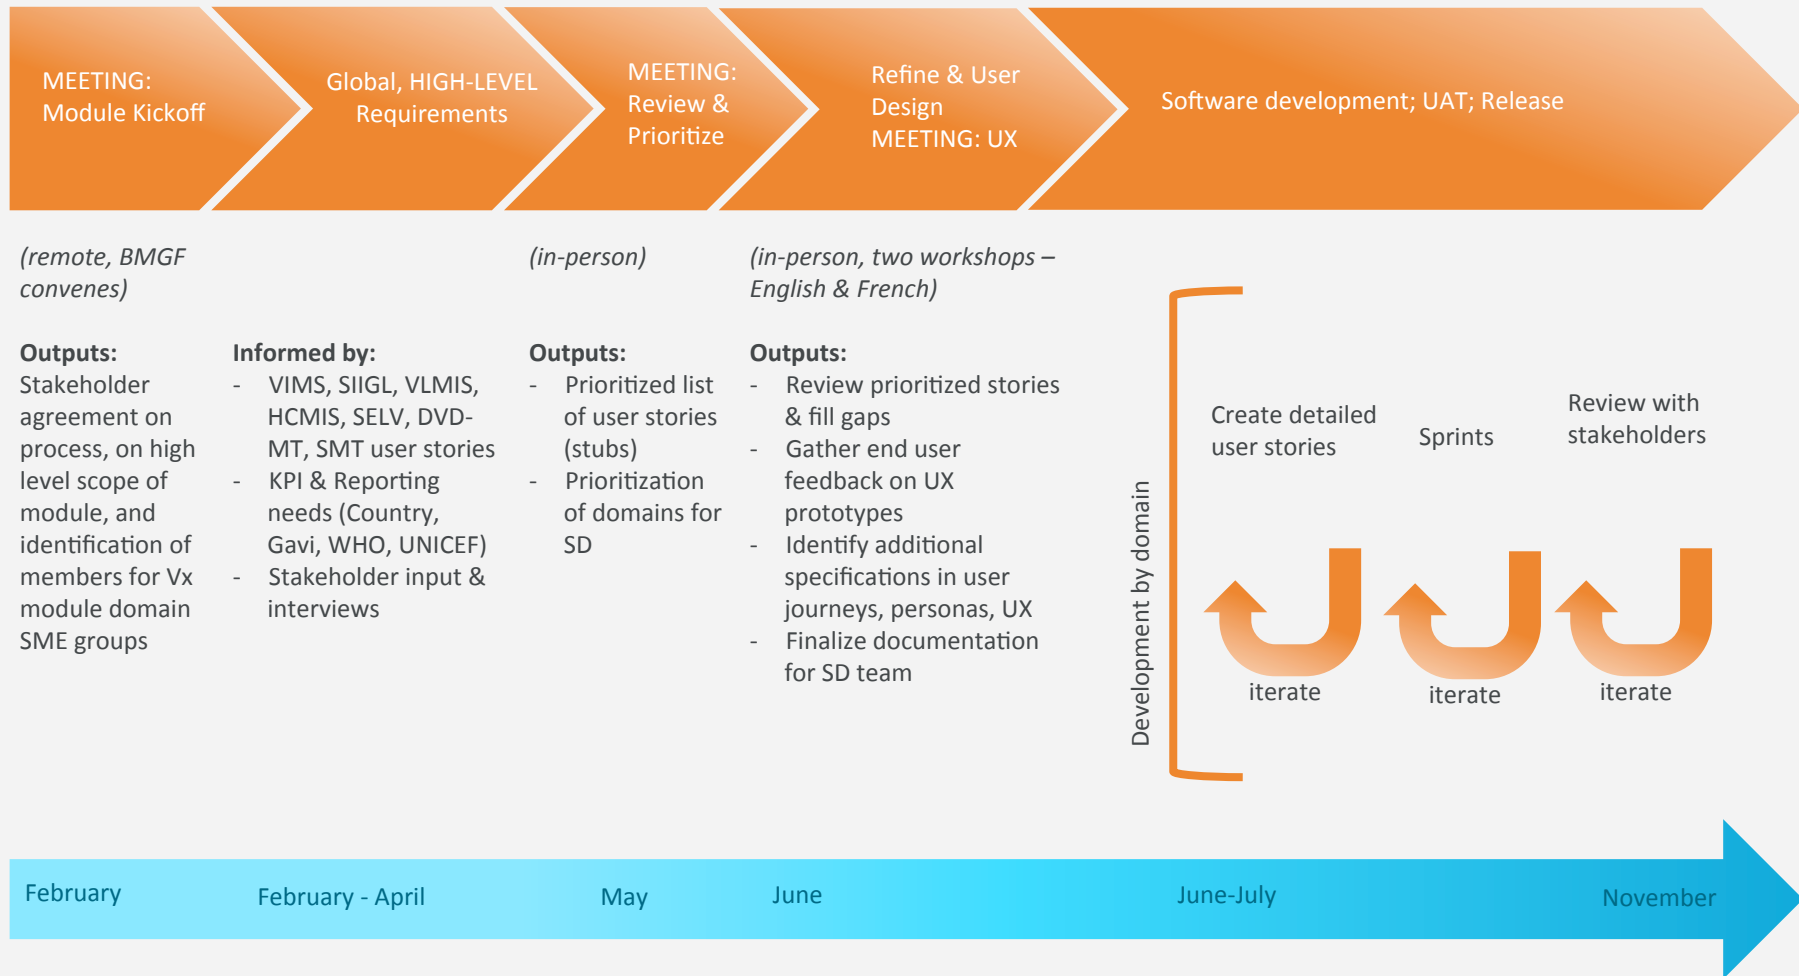 MEETING:
Module Kickoff
Global, HIGH-LEVEL
Requirements
MEETING:
Review &
Prioritize
Refine & User
Design
MEETING: UX
Software development; UAT; Release
(remote, BMGF
convenes)
Outputs:
Stakeholder
agreement on
process, on high
level scope of
module, and
identification of
members for Vx
module domain
SME groups
Informed by:
- VIMS, SIIGL, VLMIS,
HCMIS, SELV, DVD-
MT, SMT user stories
- KPI & Reporting
needs (Country,
Gavi, WHO, UNICEF)
- Stakeholder input &
interviews
(in-person)
Outputs:
- Prioritized list
of user stories
(stubs)
- Prioritization
of domains for
SD
(in-person, two workshops –
English & French)
Outputs:
- Review prioritized stories
& fill gaps
- Gather end user
feedback on UX
prototypes
- Identify additional
specifications in user
journeys, personas, UX
- Finalize documentation
for SD team
Development by domain
Create detailed
user stories
iterate
Sprints
iterate
Review with
stakeholders
iterate
February
February - April
May
June
June-July
November